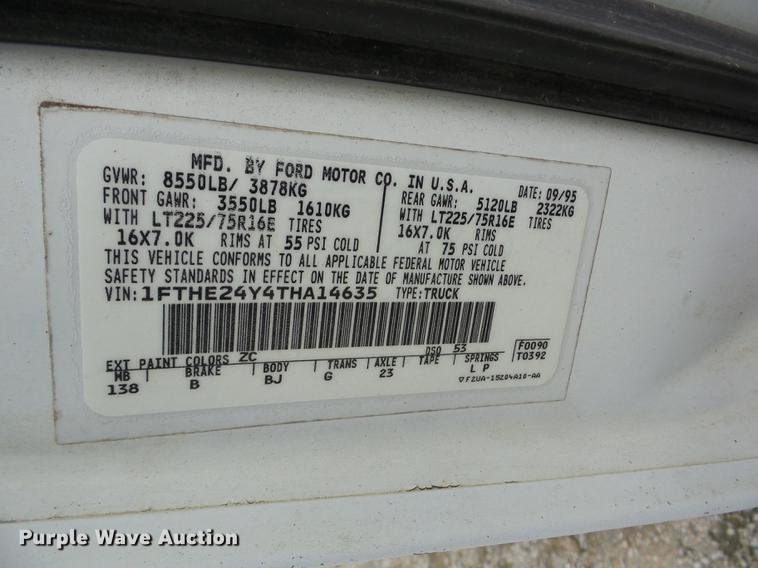 MFD. BY FORD MOTOR CO. IN U.S.A.
GVWR: 8550LB/ 3878KG DATE: 09/95
FRONT GAWR: 3550LB 1610KG REAR GAWR: 5120LB 2322KG
WITH LT225/75R16E TIRES WITH LT225/75R16E TIRES
16X7.0K RIMS AT 55 PSI COLD 16X7.0K RIMS AT 75 PSI COLD
THIS VEHICLE CONFORMS TO ALL APPLICABLE FEDERAL MOTOR VEHICLE
SAFETY STANDARDS IN EFFECT ON THE DATE OF MANUFACTURE SHOWN ABOVE.
VIN: 1FTHE24Y4THA14635 TYPE: TRUCK
EXT PAINT COLORS ZC DSO 53 F0090
WB BRAKE BODY TRANS AXLE TAPE SPRINGS T0392
138 B BJ G 23 L P
▽F2UA-15204A10-AA
Purple Wave Auction